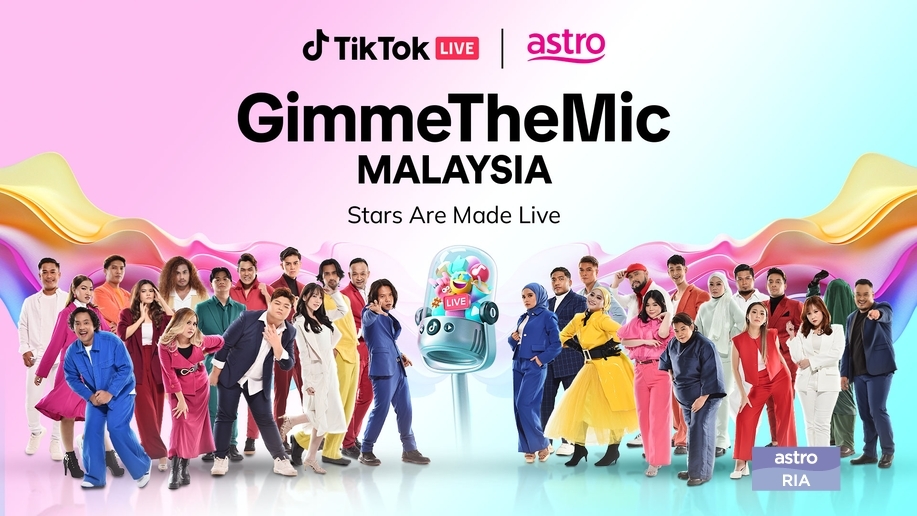 TikTok LIVE | astro
GimmeTheMic
MALAYSIA
Stars Are Made Live
LIVE
astro
RIA